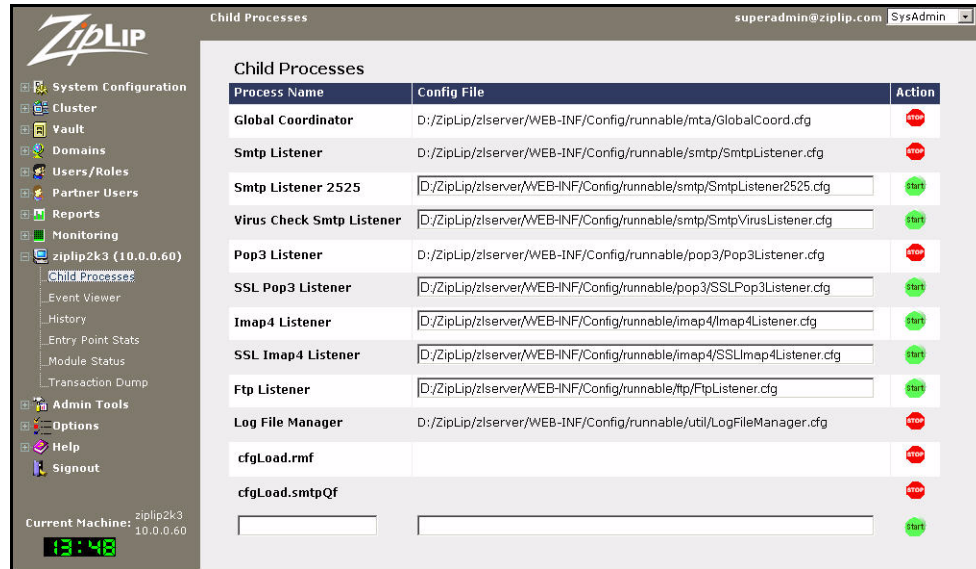 Child Processes
superadmin@ziplip.com SysAdmin
ZipLip
System Configuration
Cluster
Vault
Domains
Users/Roles
Partner Users
Reports
Monitoring
ziplip2k3 (10.0.0.60)
Child Processes
Event Viewer
History
Entry Point Stats
Module Status
Transaction Dump
Admin Tools
Options
Help
Signout
Current Machine: ziplip2k3
10.0.0.60
13:48
Child Processes
Process Name Config File Action
Global Coordinator D:/ZipLip/zlserver/WEB-INF/Config/runnable/mta/GlobalCoord.cfg STOP
Smtp Listener D:/ZipLip/zlserver/WEB-INF/Config/runnable/smtp/SmtpListener.cfg STOP
Smtp Listener 2525 D:/ZipLip/zlserver/WEB-INF/Config/runnable/smtp/SmtpListener2525.cfg Start
Virus Check Smtp Listener D:/ZipLip/zlserver/WEB-INF/Config/runnable/smtp/SmtpVirusListener.cfg Start
Pop3 Listener D:/ZipLip/zlserver/WEB-INF/Config/runnable/pop3/Pop3Listener.cfg STOP
SSL Pop3 Listener D:/ZipLip/zlserver/WEB-INF/Config/runnable/pop3/SSLPop3Listener.cfg Start
Imap4 Listener D:/ZipLip/zlserver/WEB-INF/Config/runnable/imap4/Imap4Listener.cfg Start
SSL Imap4 Listener D:/ZipLip/zlserver/WEB-INF/Config/runnable/imap4/SSLImap4Listener.cfg Start
Ftp Listener D:/ZipLip/zlserver/WEB-INF/Config/runnable/ftp/FtpListener.cfg Start
Log File Manager D:/ZipLip/zlserver/WEB-INF/Config/runnable/util/LogFileManager.cfg STOP
cfgLoad.rmf STOP
cfgLoad.smtpQf STOP
Start